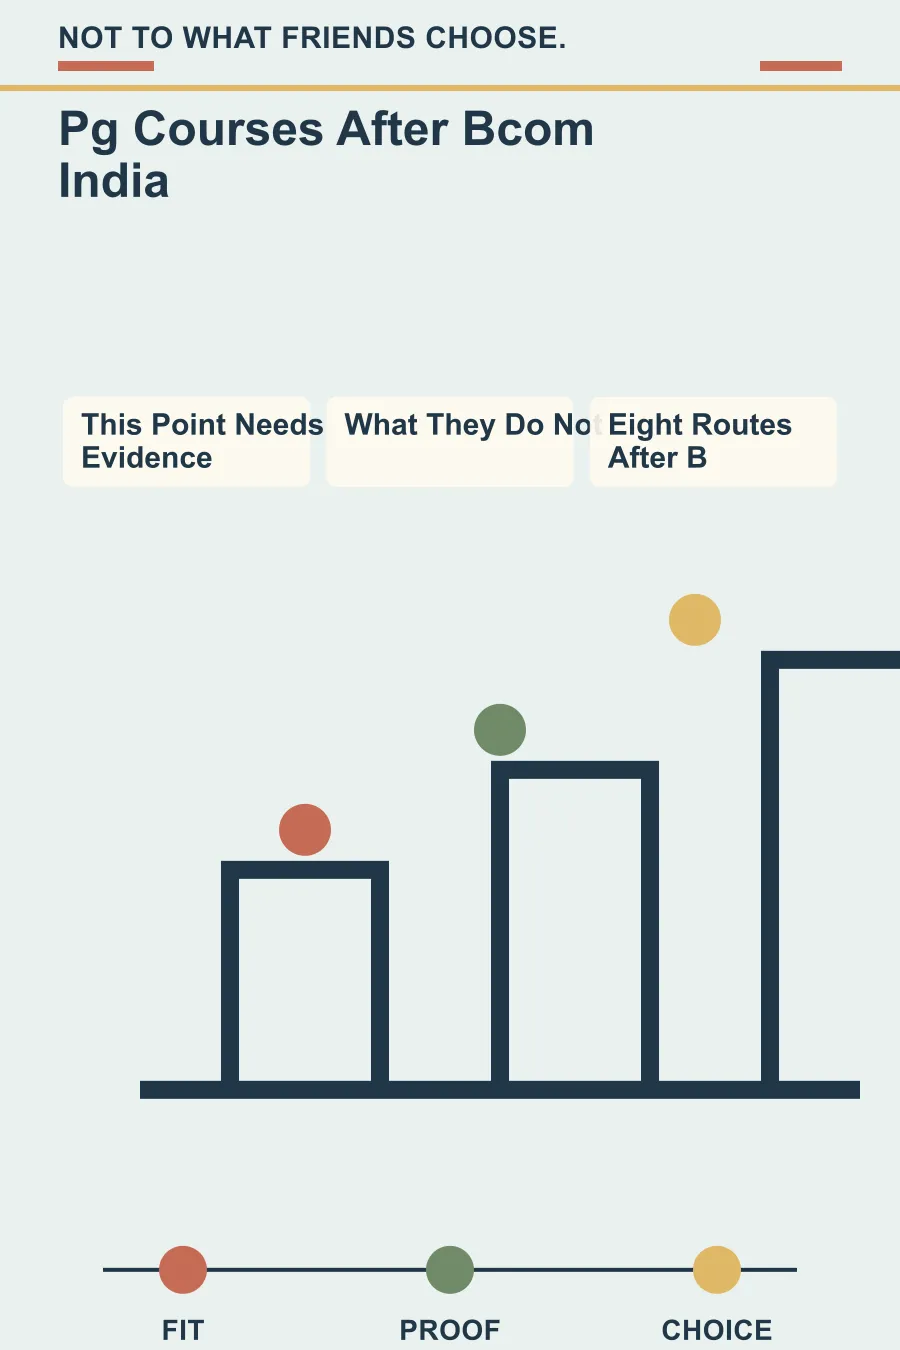 NOT TO WHAT FRIENDS CHOOSE.
Pg Courses After Bcom
India
This Point Needs
Evidence
What They Do Not
Eight Routes
After B
FIT
PROOF
CHOICE